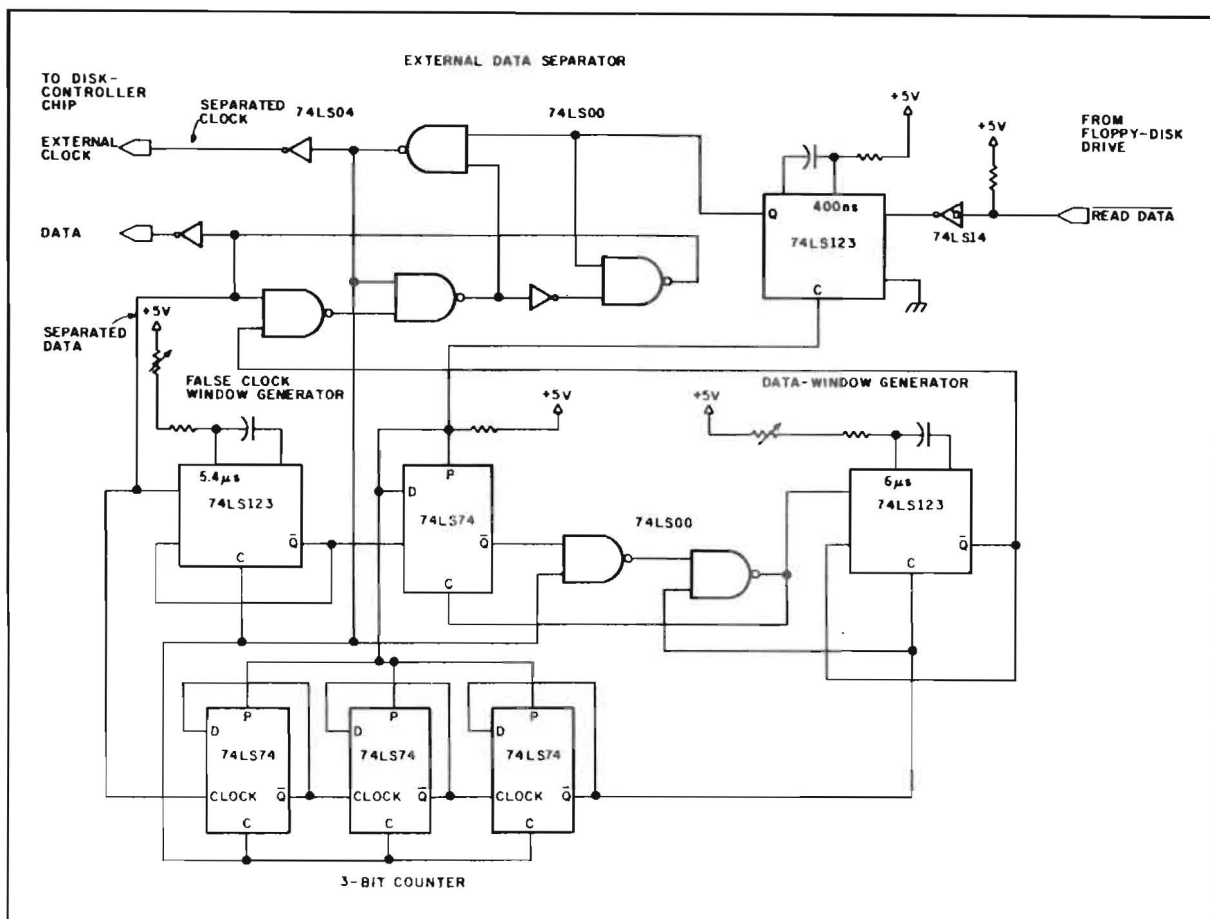 EXTERNAL DATA SEPARATOR
TO DISK-
CONTROLLER
CHIP
SEPARATED
CLOCK
74LS04
74LS00
+5V
+5V
FROM
FLOPPY-DISK
DRIVE
EXTERNAL
CLOCK
Q
400ns
74LS123
C
74LS14
READ DATA
DATA
+5V
SEPARATED
DATA
FALSE CLOCK
WINDOW GENERATOR
+5V
DATA-WINDOW GENERATOR
+5V
5.4µs
74LS123
Q
C
P
D
74LS74
Q
C
74LS00
6µs
74LS123
Q
C
P
D
74LS74
CLOCK
Q
C
P
D
74LS74
CLOCK
Q
C
P
D
74LS74
CLOCK
Q
C
3-BIT COUNTER